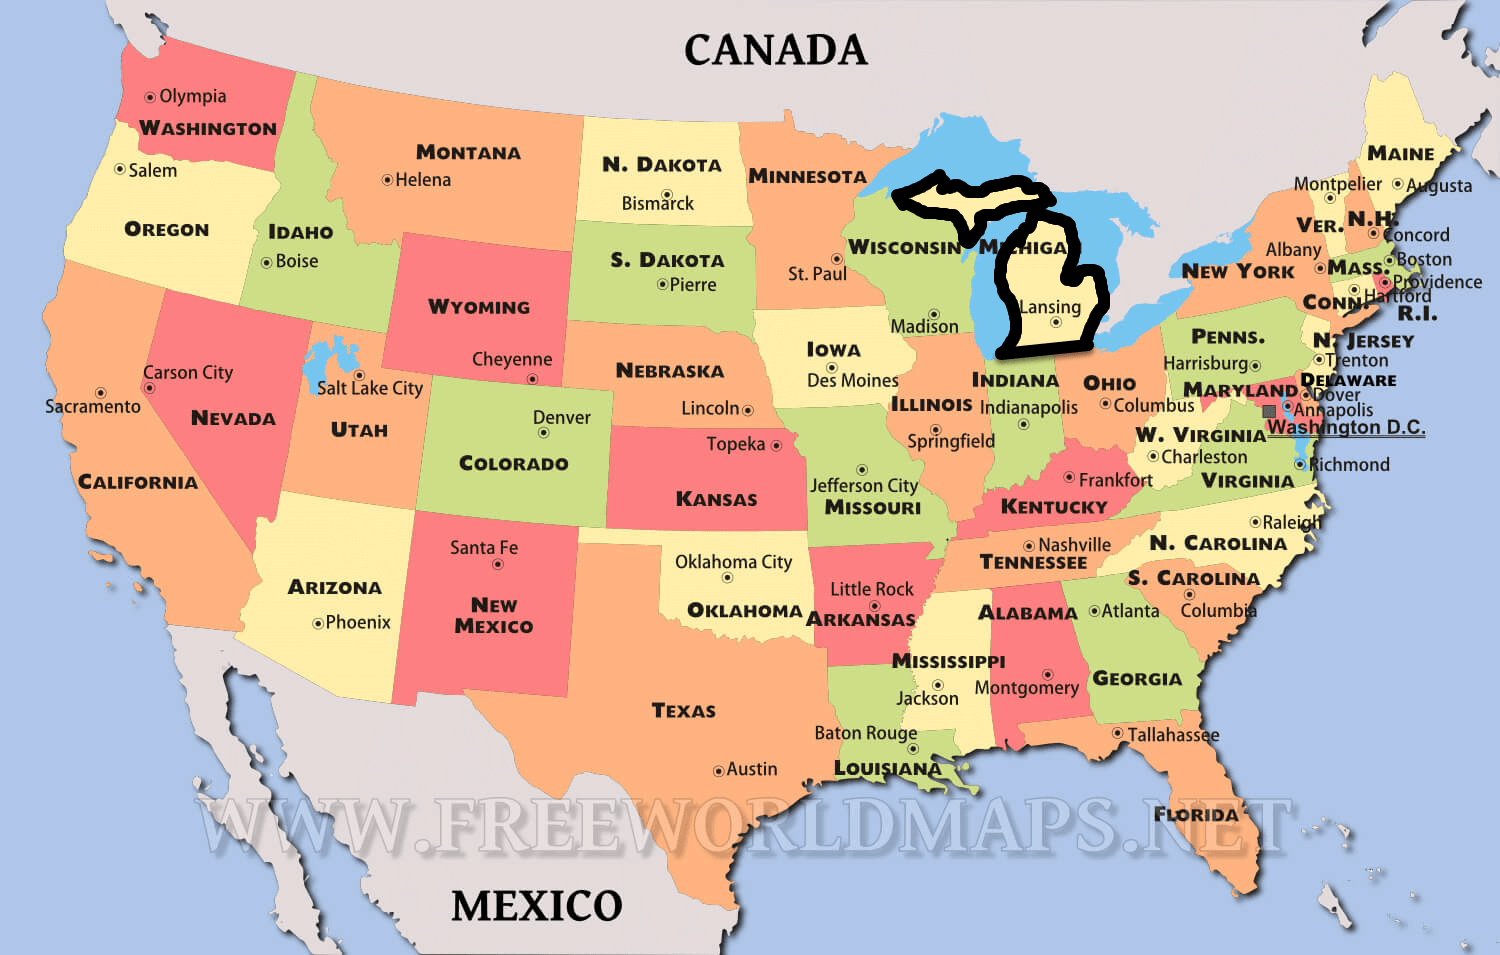 CANADA
Olympia
WASHINGTON
Salem
OREGON
IDAHO
Boise
MONTANA
Helena
N. DAKOTA
Bismarck
MINNESOTA
St. Paul
S. DAKOTA
Pierre
WISCONSIN
Madison
MICHIGAN
Lansing
MAINE
Augusta
Montpelier
VER.
N.H.
Concord
Albany
NEW YORK
Boston
MASS.
Providence
Hartford
CONN.
R.I.
WYOMING
Cheyenne
NEBRASKA
Lincoln
IOWA
Des Moines
PENNS.
Harrisburg
N. JERSEY
Trenton
Carson City
NEVADA
Sacramento
CALIFORNIA
Salt Lake City
UTAH
Denver
COLORADO
Topeka
KANSAS
Jefferson City
MISSOURI
ILLINOIS
Springfield
INDIANA
Indianapolis
OHIO
Columbus
MARYLAND
DELAWARE
Dover
Annapolis
Washington D.C.
W. VIRGINIA
Charleston
Richmond
VIRGINIA
Frankfort
KENTUCKY
Raleigh
N. CAROLINA
Nashville
TENNESSEE
S. CAROLINA
Columbia
ARIZONA
Phoenix
Santa Fe
NEW
MEXICO
Oklahoma City
OKLAHOMA
Little Rock
ARKANSAS
ALABAMA
Montgomery
Atlanta
GEORGIA
MISSISSIPPI
Jackson
TEXAS
Austin
Baton Rouge
LOUISIANA
Tallahassee
FLORIDA
WWW.FREEWORLDMAPS.NET
MEXICO